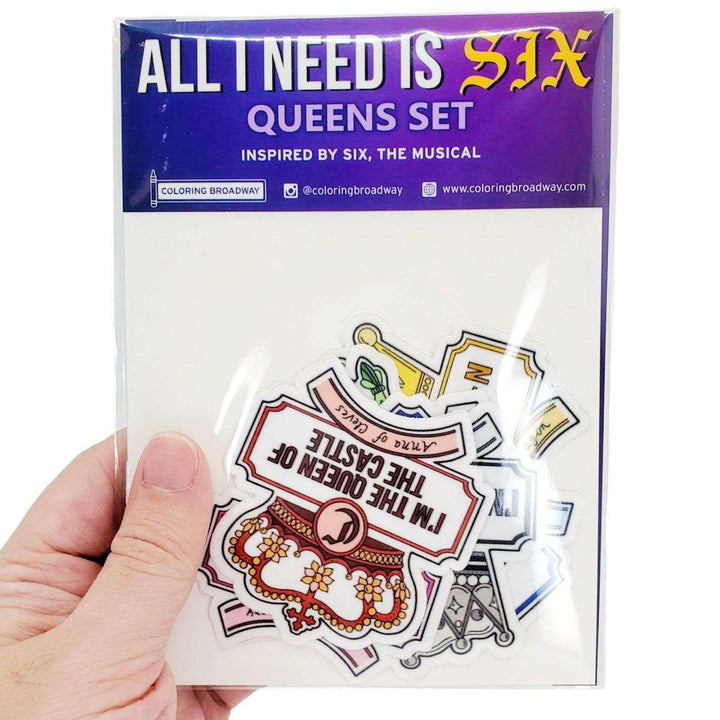 ALL I NEED IS SIX
QUEENS SET
INSPIRED BY SIX, THE MUSICAL
COLORING BROADWAY
@coloringbroadway
www.coloringbroadway.com
Anna of Cleves
I'M THE QUEEN OF
THE CASTLE
I'M